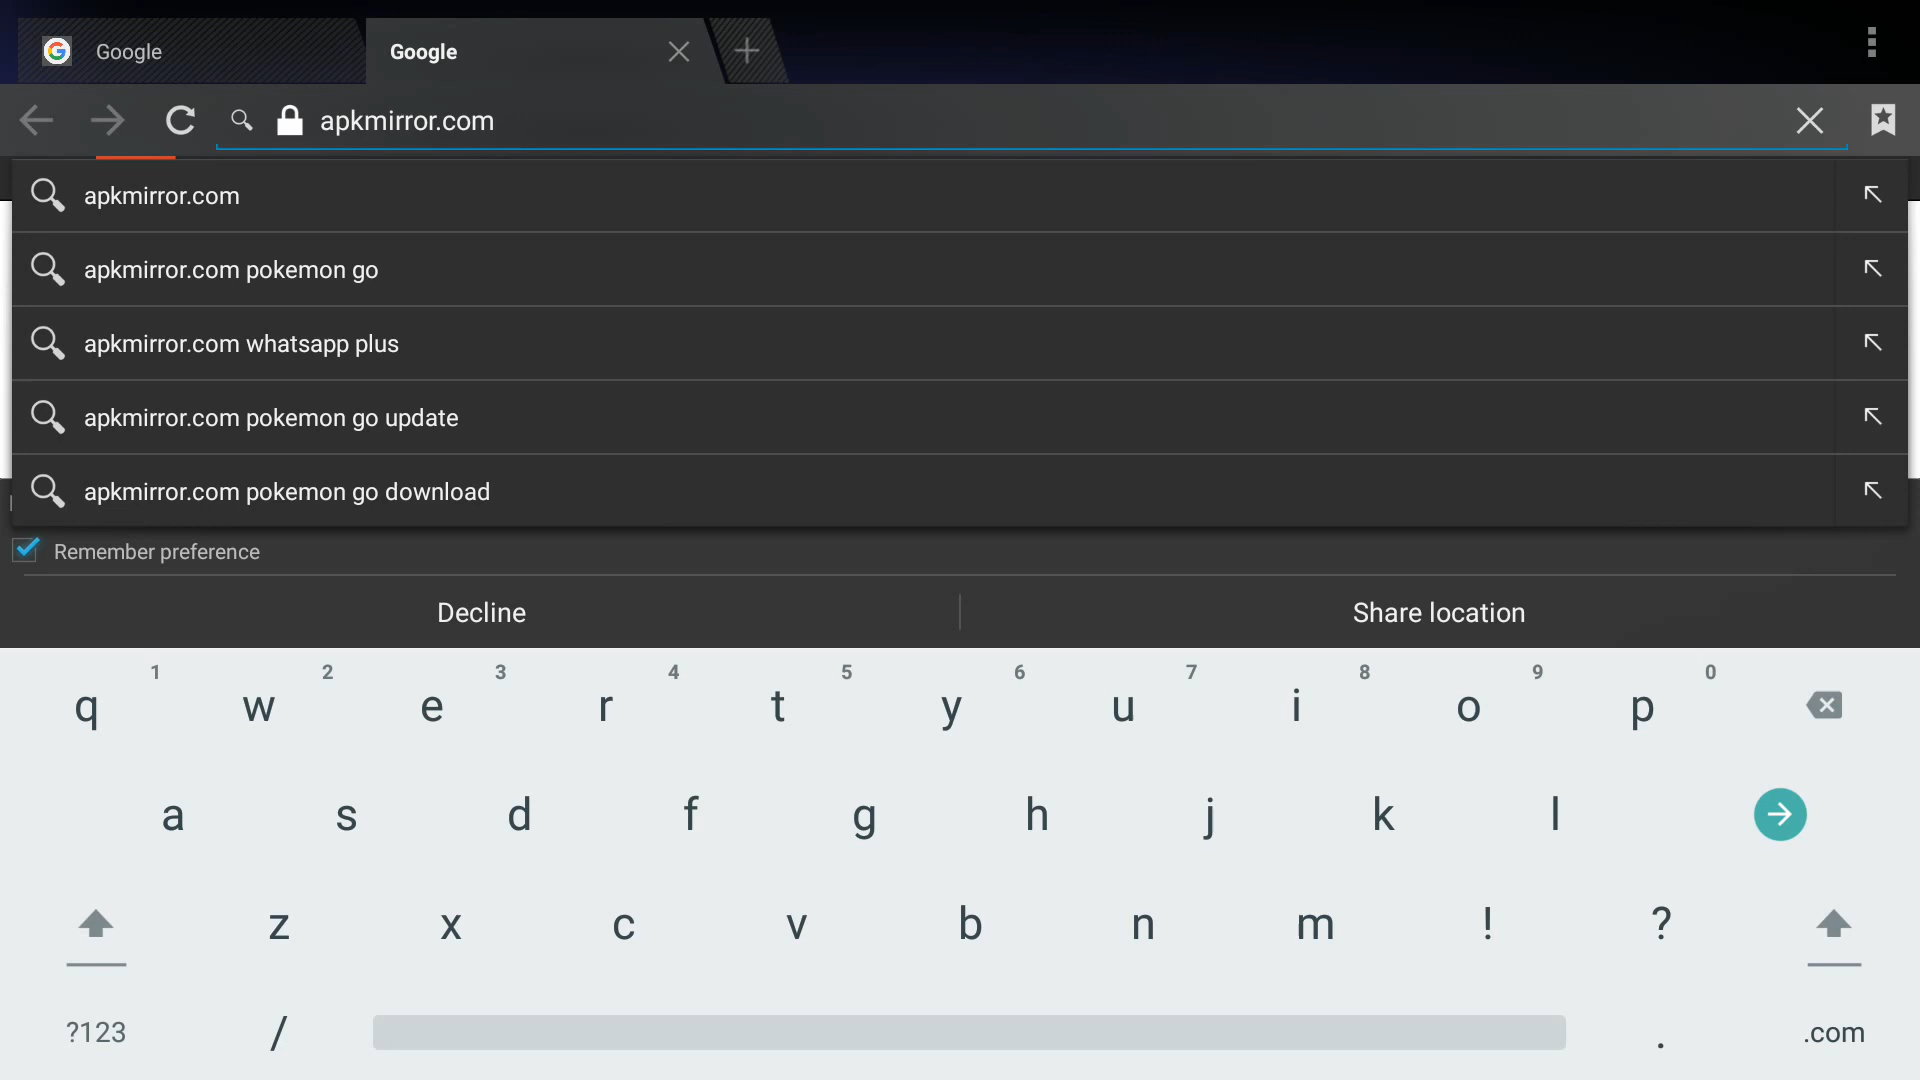 Google
Google
apkmirror.com
apkmirror.com
apkmirror.com pokemon go
apkmirror.com whatsapp plus
apkmirror.com pokemon go update
apkmirror.com pokemon go download
Remember preference
Decline Share location
1 2 3 4 5 6 7 8 9 0
q w e r t y u i o p
a s d f g h j k l
z x c v b n m ! ?
?123 / . .com